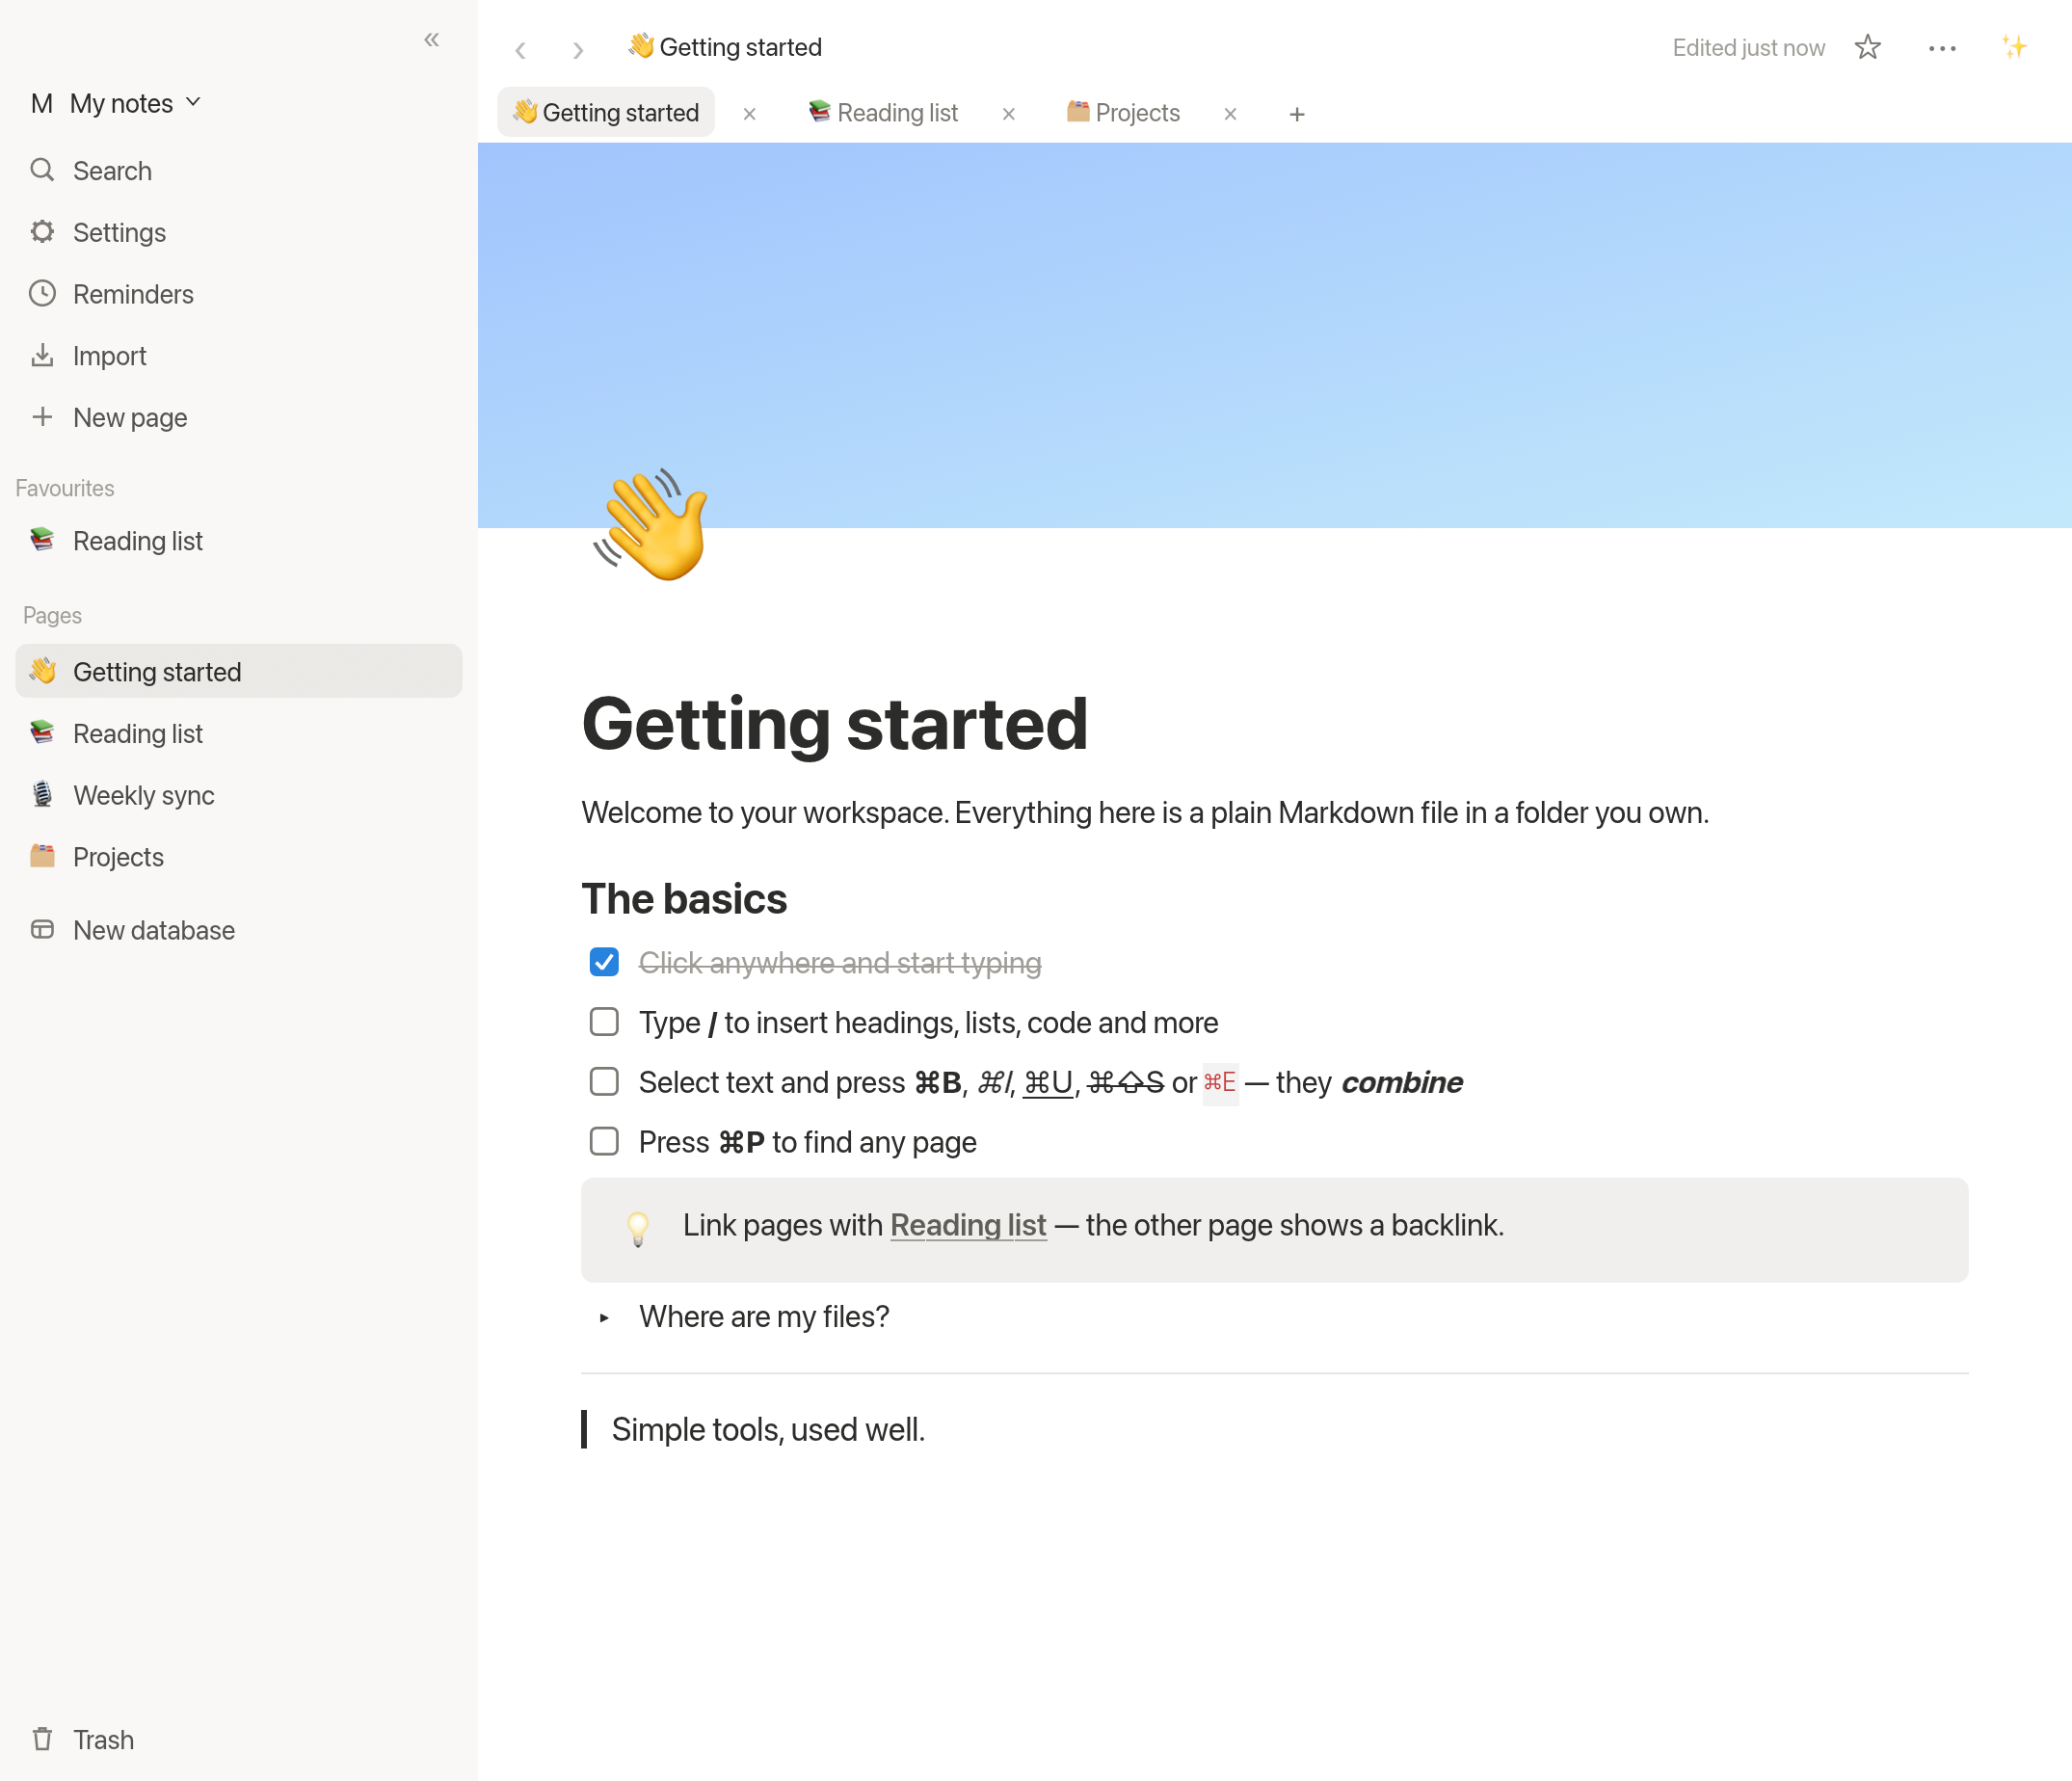 M My notes
Search
Settings
Reminders
Import
New page
Favourites
Reading list
Pages
Getting started
Reading list
Weekly sync
Projects
New database
Trash
Getting started
Edited just now
Getting started
Reading list
Projects
Getting started
Welcome to your workspace. Everything here is a plain Markdown file in a folder you own.
The basics
Click anywhere and start typing
Type / to insert headings, lists, code and more
Select text and press ⌘B, ⌘I, ⌘U, ⌘⇧S or ⌘E — they combine
Press ⌘P to find any page
Link pages with Reading list — the other page shows a backlink.
Where are my files?
Simple tools, used well.